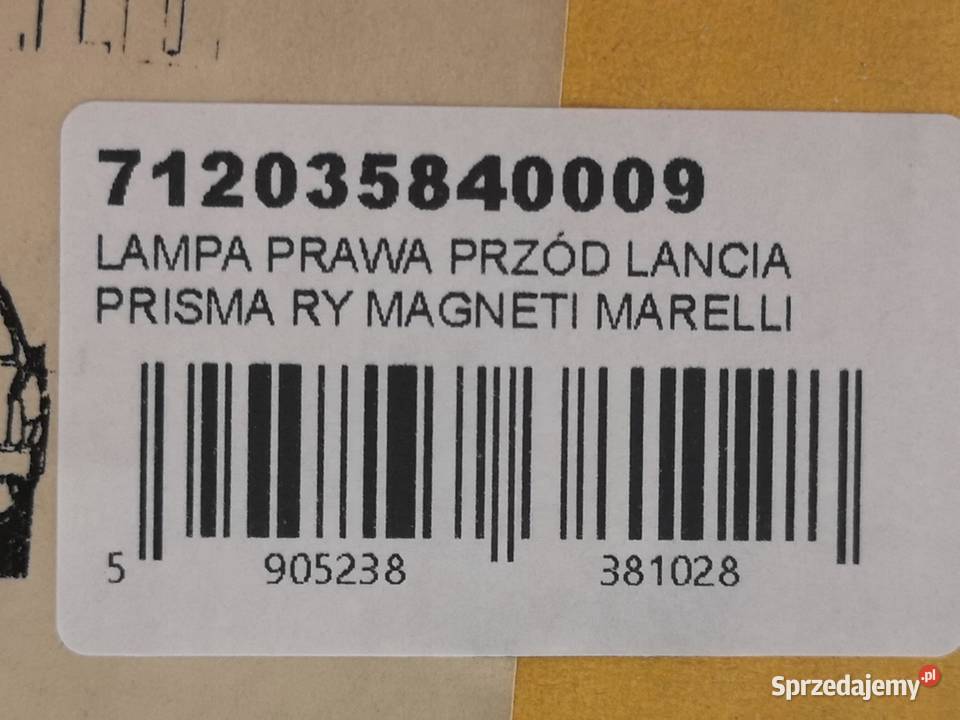 712035840009
LAMPA PRAWA PRZÓD LANCIA
PRISMA RY MAGNETI MARELLI
5 905238 381028
Sprzedajemy.pl